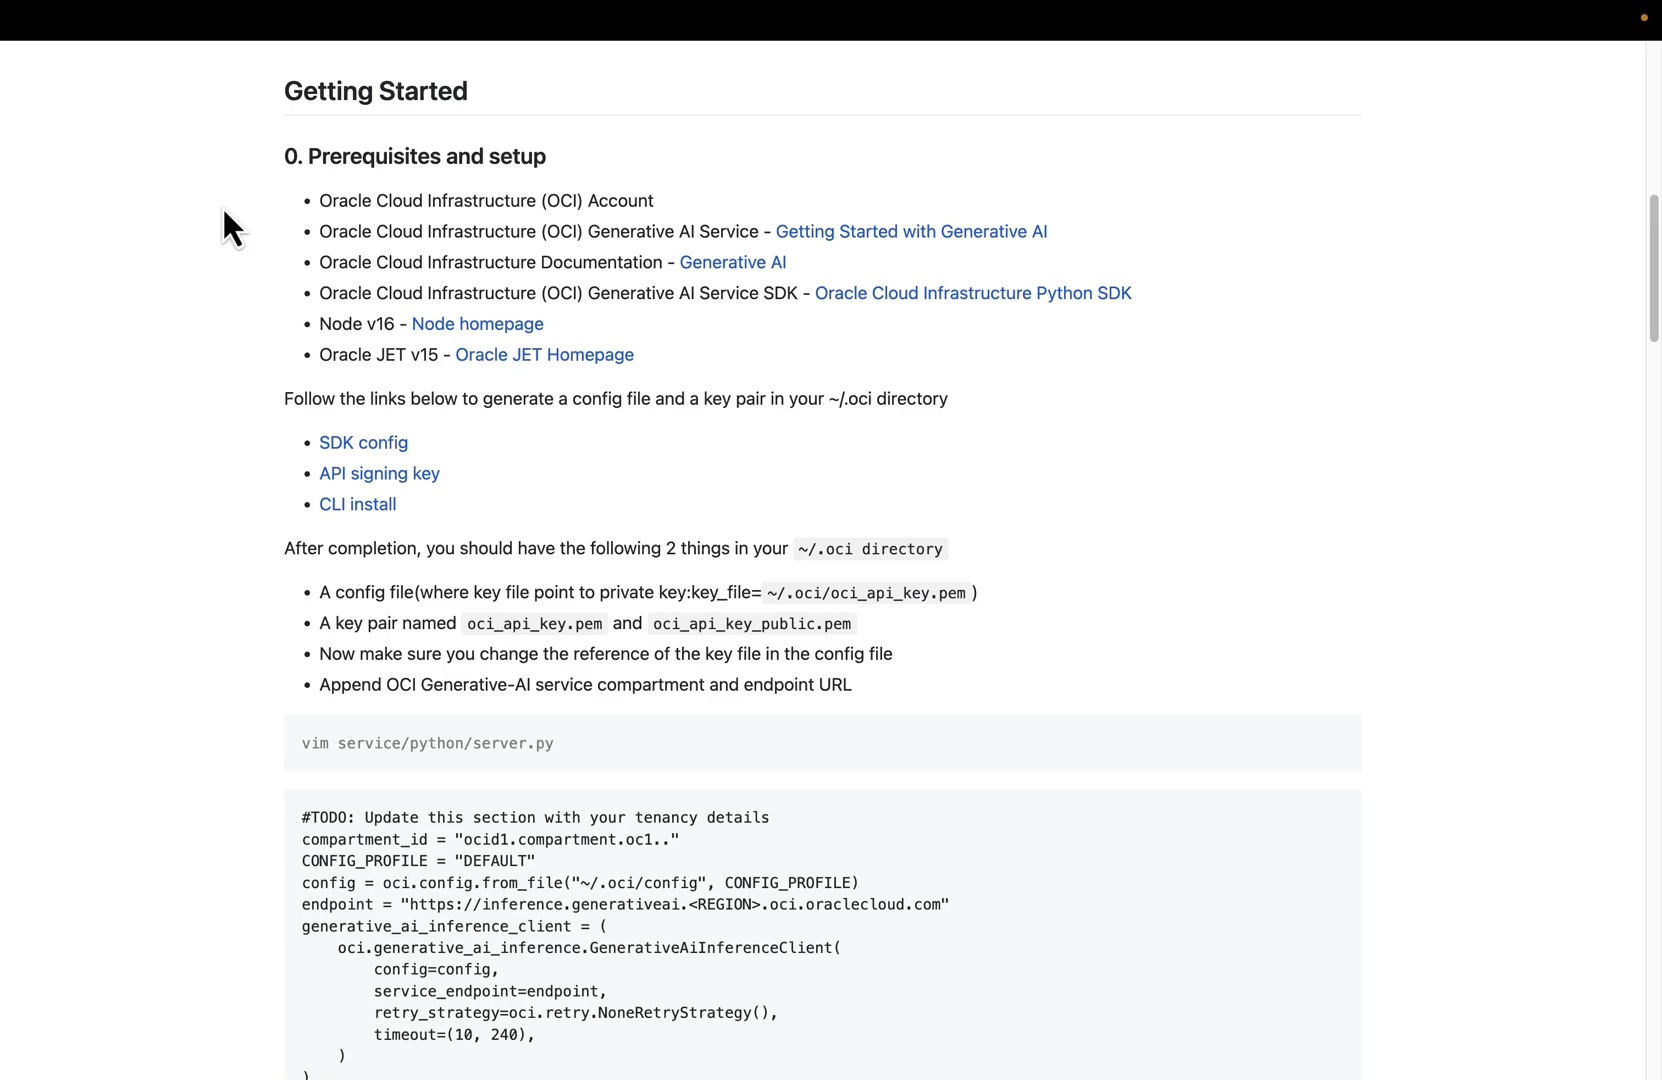 Getting Started
0. Prerequisites and setup
• Oracle Cloud Infrastructure (OCI) Account
• Oracle Cloud Infrastructure (OCI) Generative AI Service - Getting Started with Generative AI
• Oracle Cloud Infrastructure Documentation - Generative AI
• Oracle Cloud Infrastructure (OCI) Generative AI Service SDK - Oracle Cloud Infrastructure Python SDK
• Node v16 - Node homepage
• Oracle JET v15 - Oracle JET Homepage
Follow the links below to generate a config file and a key pair in your ~/.oci directory
• SDK config
• API signing key
• CLI install
After completion, you should have the following 2 things in your ~/.oci directory
• A config file(where key file point to private key:key_file= ~/.oci/oci_api_key.pem )
• A key pair named oci_api_key.pem and oci_api_key_public.pem
• Now make sure you change the reference of the key file in the config file
• Append OCI Generative-AI service compartment and endpoint URL
vim service/python/server.py
#TODO: Update this section with your tenancy details
compartment_id = "ocid1.compartment.oc1.."
CONFIG_PROFILE = "DEFAULT"
config = oci.config.from_file("~/.oci/config", CONFIG_PROFILE)
endpoint = "https://inference.generativeai.<REGION>.oci.oraclecloud.com"
generative_ai_inference_client = (
    oci.generative_ai_inference.GenerativeAiInferenceClient(
        config=config,
        service_endpoint=endpoint,
        retry_strategy=oci.retry.NoneRetryStrategy(),
        timeout=(10, 240),
    )
)